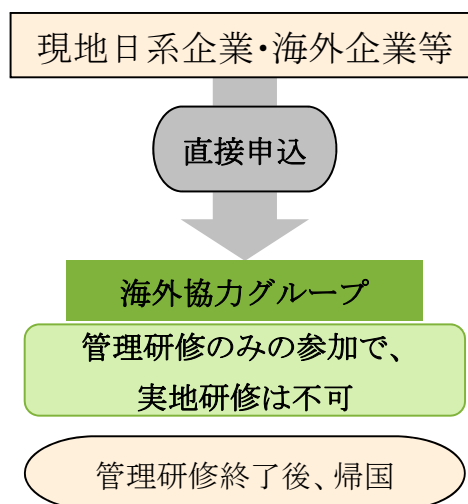 現地日系企業・海外企業等
直接申込
海外協力グループ
管理研修のみの参加で、
実地研修は不可
管理研修終了後、帰国